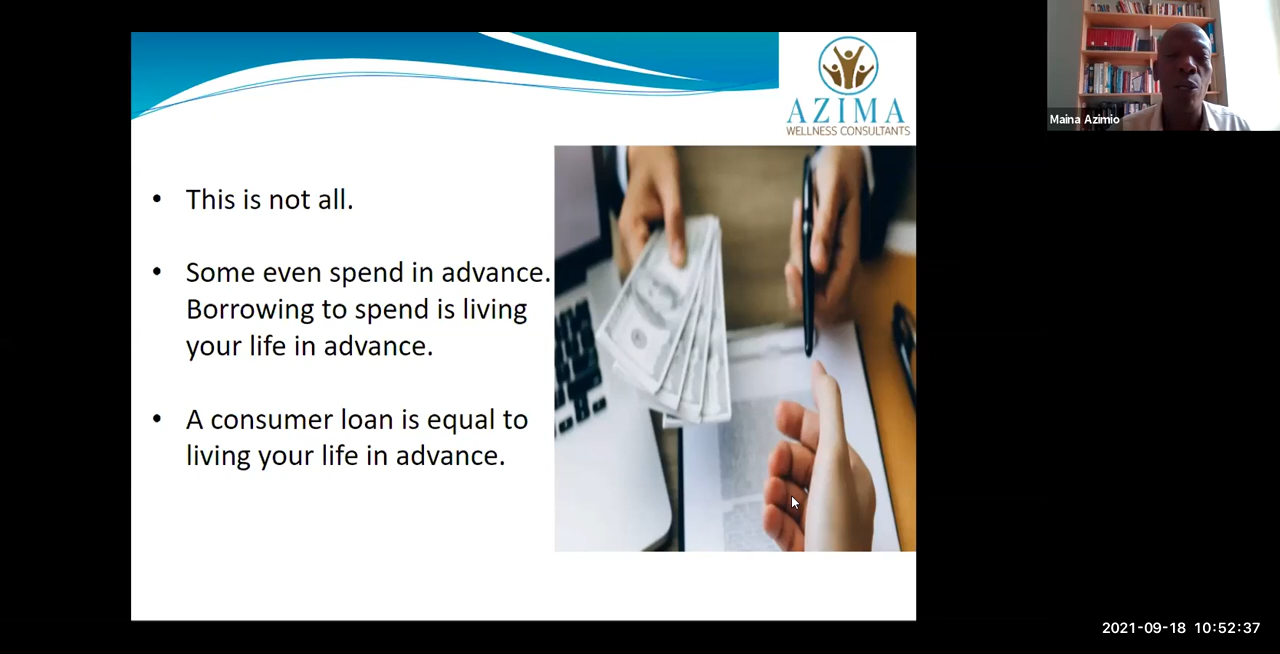 AZIMA
WELLNESS CONSULTANTS
Maina Azimio
• This is not all.
• Some even spend in advance.
Borrowing to spend is living
your life in advance.
• A consumer loan is equal to
living your life in advance.
2021-09-18 10:52:37